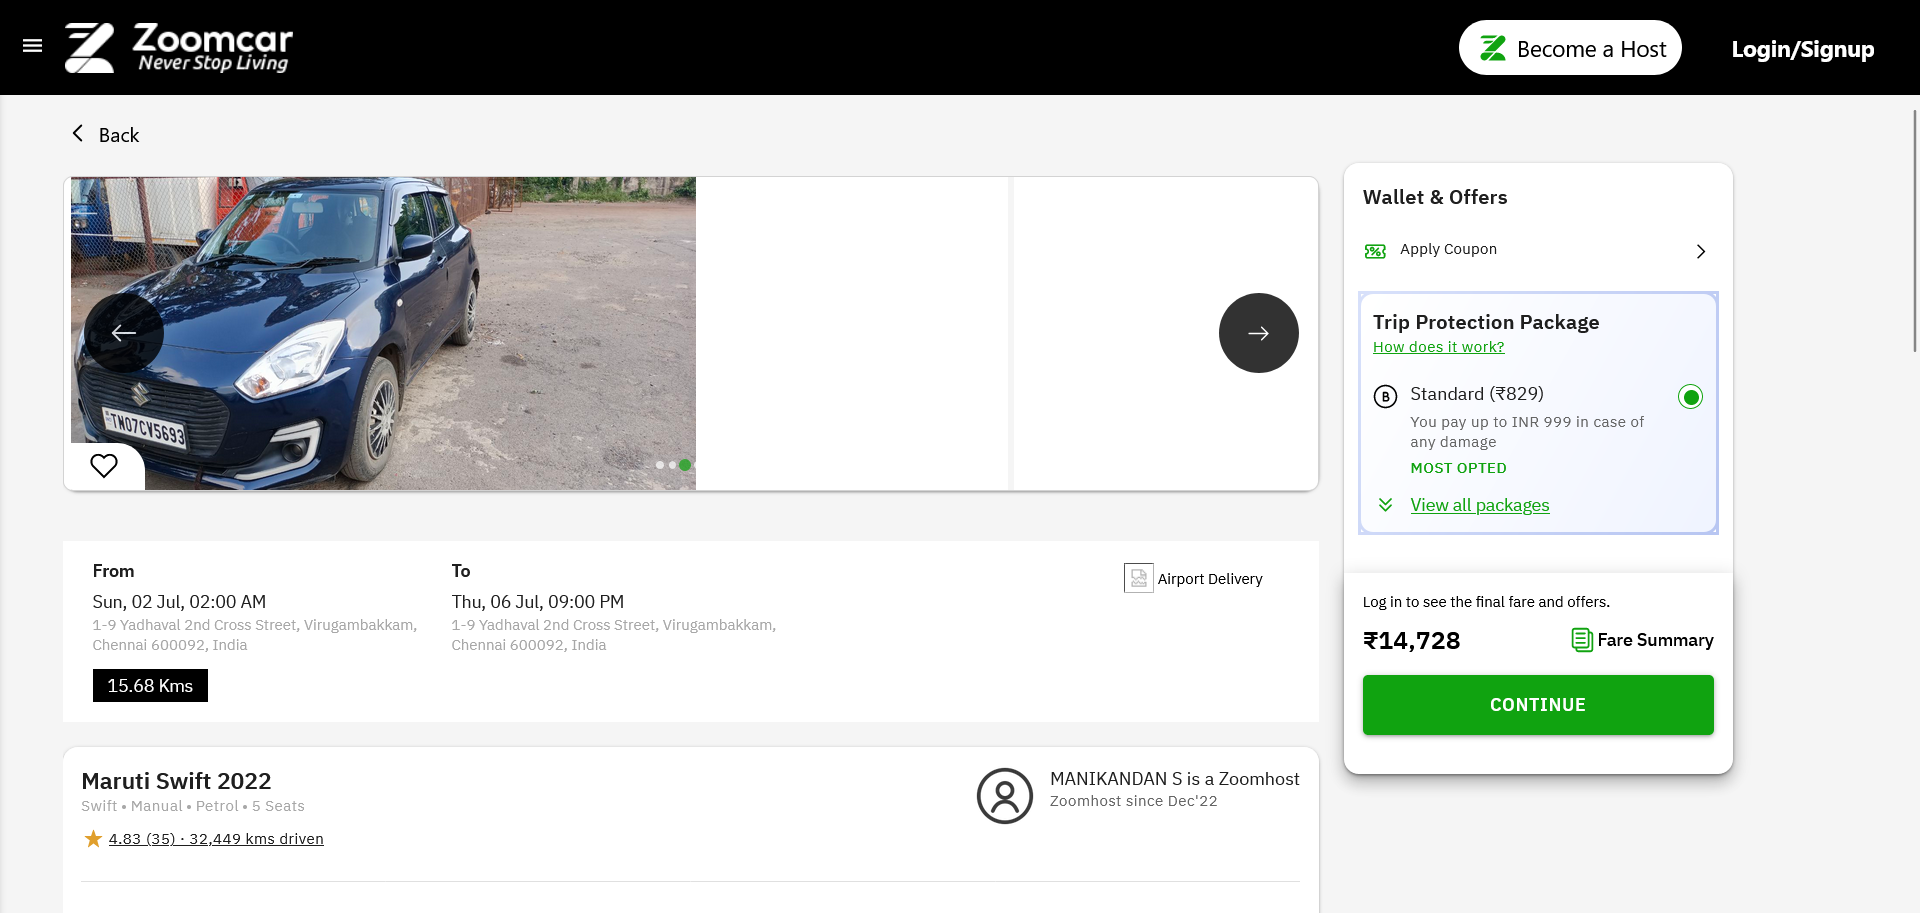 Zoomcar
Never Stop Living
Become a Host
Login/Signup
Back
TN07CV5693
From
Sun, 02 Jul, 02:00 AM
1-9 Yadhaval 2nd Cross Street, Virugambakkam,
Chennai 600092, India
15.68 Kms
To
Thu, 06 Jul, 09:00 PM
1-9 Yadhaval 2nd Cross Street, Virugambakkam,
Chennai 600092, India
Airport Delivery
Maruti Swift 2022
Swift • Manual • Petrol • 5 Seats
4.83 (35) · 32,449 kms driven
MANIKANDAN S is a Zoomhost
Zoomhost since Dec'22
Wallet & Offers
Apply Coupon
Trip Protection Package
How does it work?
B
Standard (₹829)
You pay up to INR 999 in case of
any damage
MOST OPTED
View all packages
Log in to see the final fare and offers.
₹14,728
Fare Summary
CONTINUE